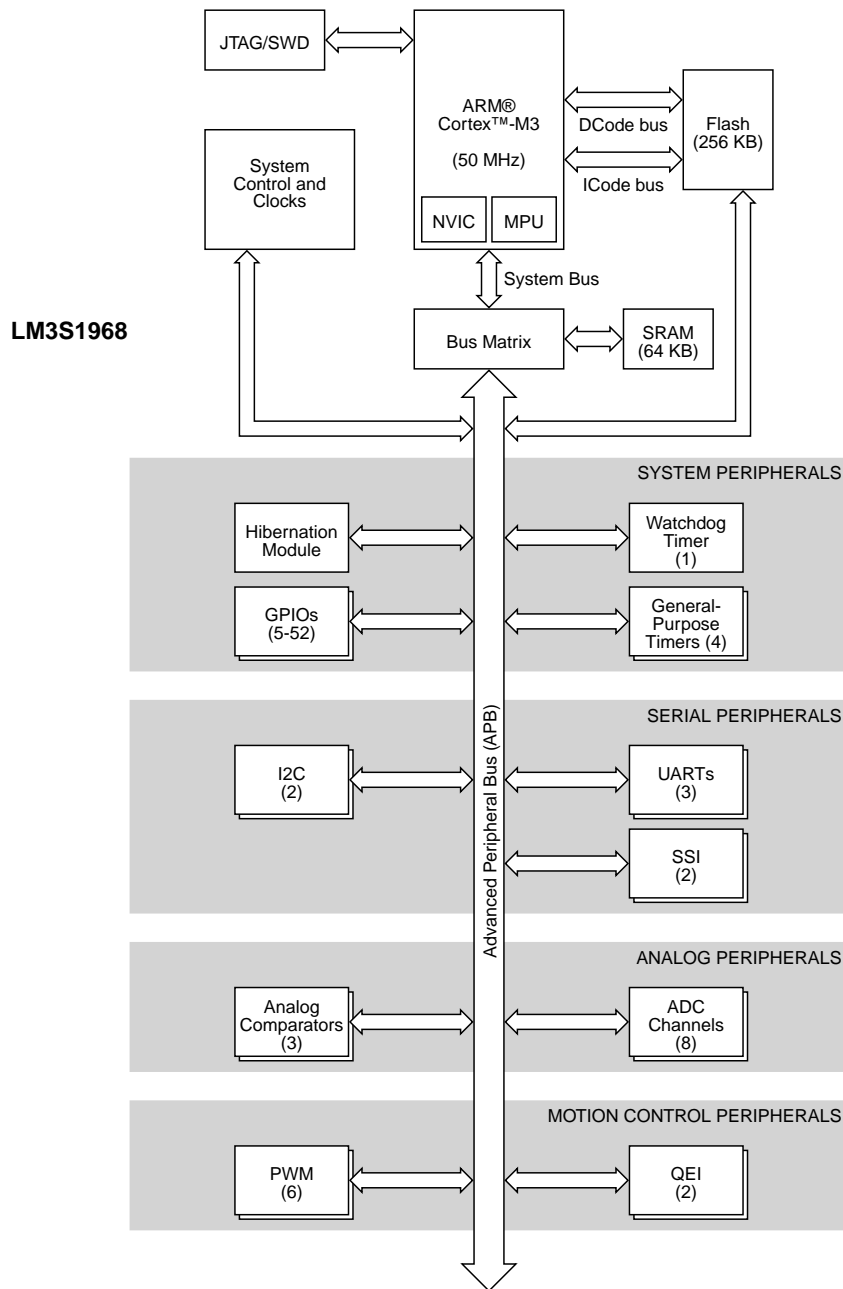 JTAG/SWD
ARM®
Cortex™-M3
(50 MHz)
NVIC
MPU
DCode bus
ICode bus
Flash
(256 KB)
System
Control and
Clocks
System Bus
LM3S1968
Bus Matrix
SRAM
(64 KB)
SYSTEM PERIPHERALS
Hibernation
Module
Watchdog
Timer
(1)
GPIOs
(5-52)
General-
Purpose
Timers (4)
Advanced Peripheral Bus (APB)
SERIAL PERIPHERALS
I2C
(2)
UARTs
(3)
SSI
(2)
ANALOG PERIPHERALS
Analog
Comparators
(3)
ADC
Channels
(8)
MOTION CONTROL PERIPHERALS
PWM
(6)
QEI
(2)